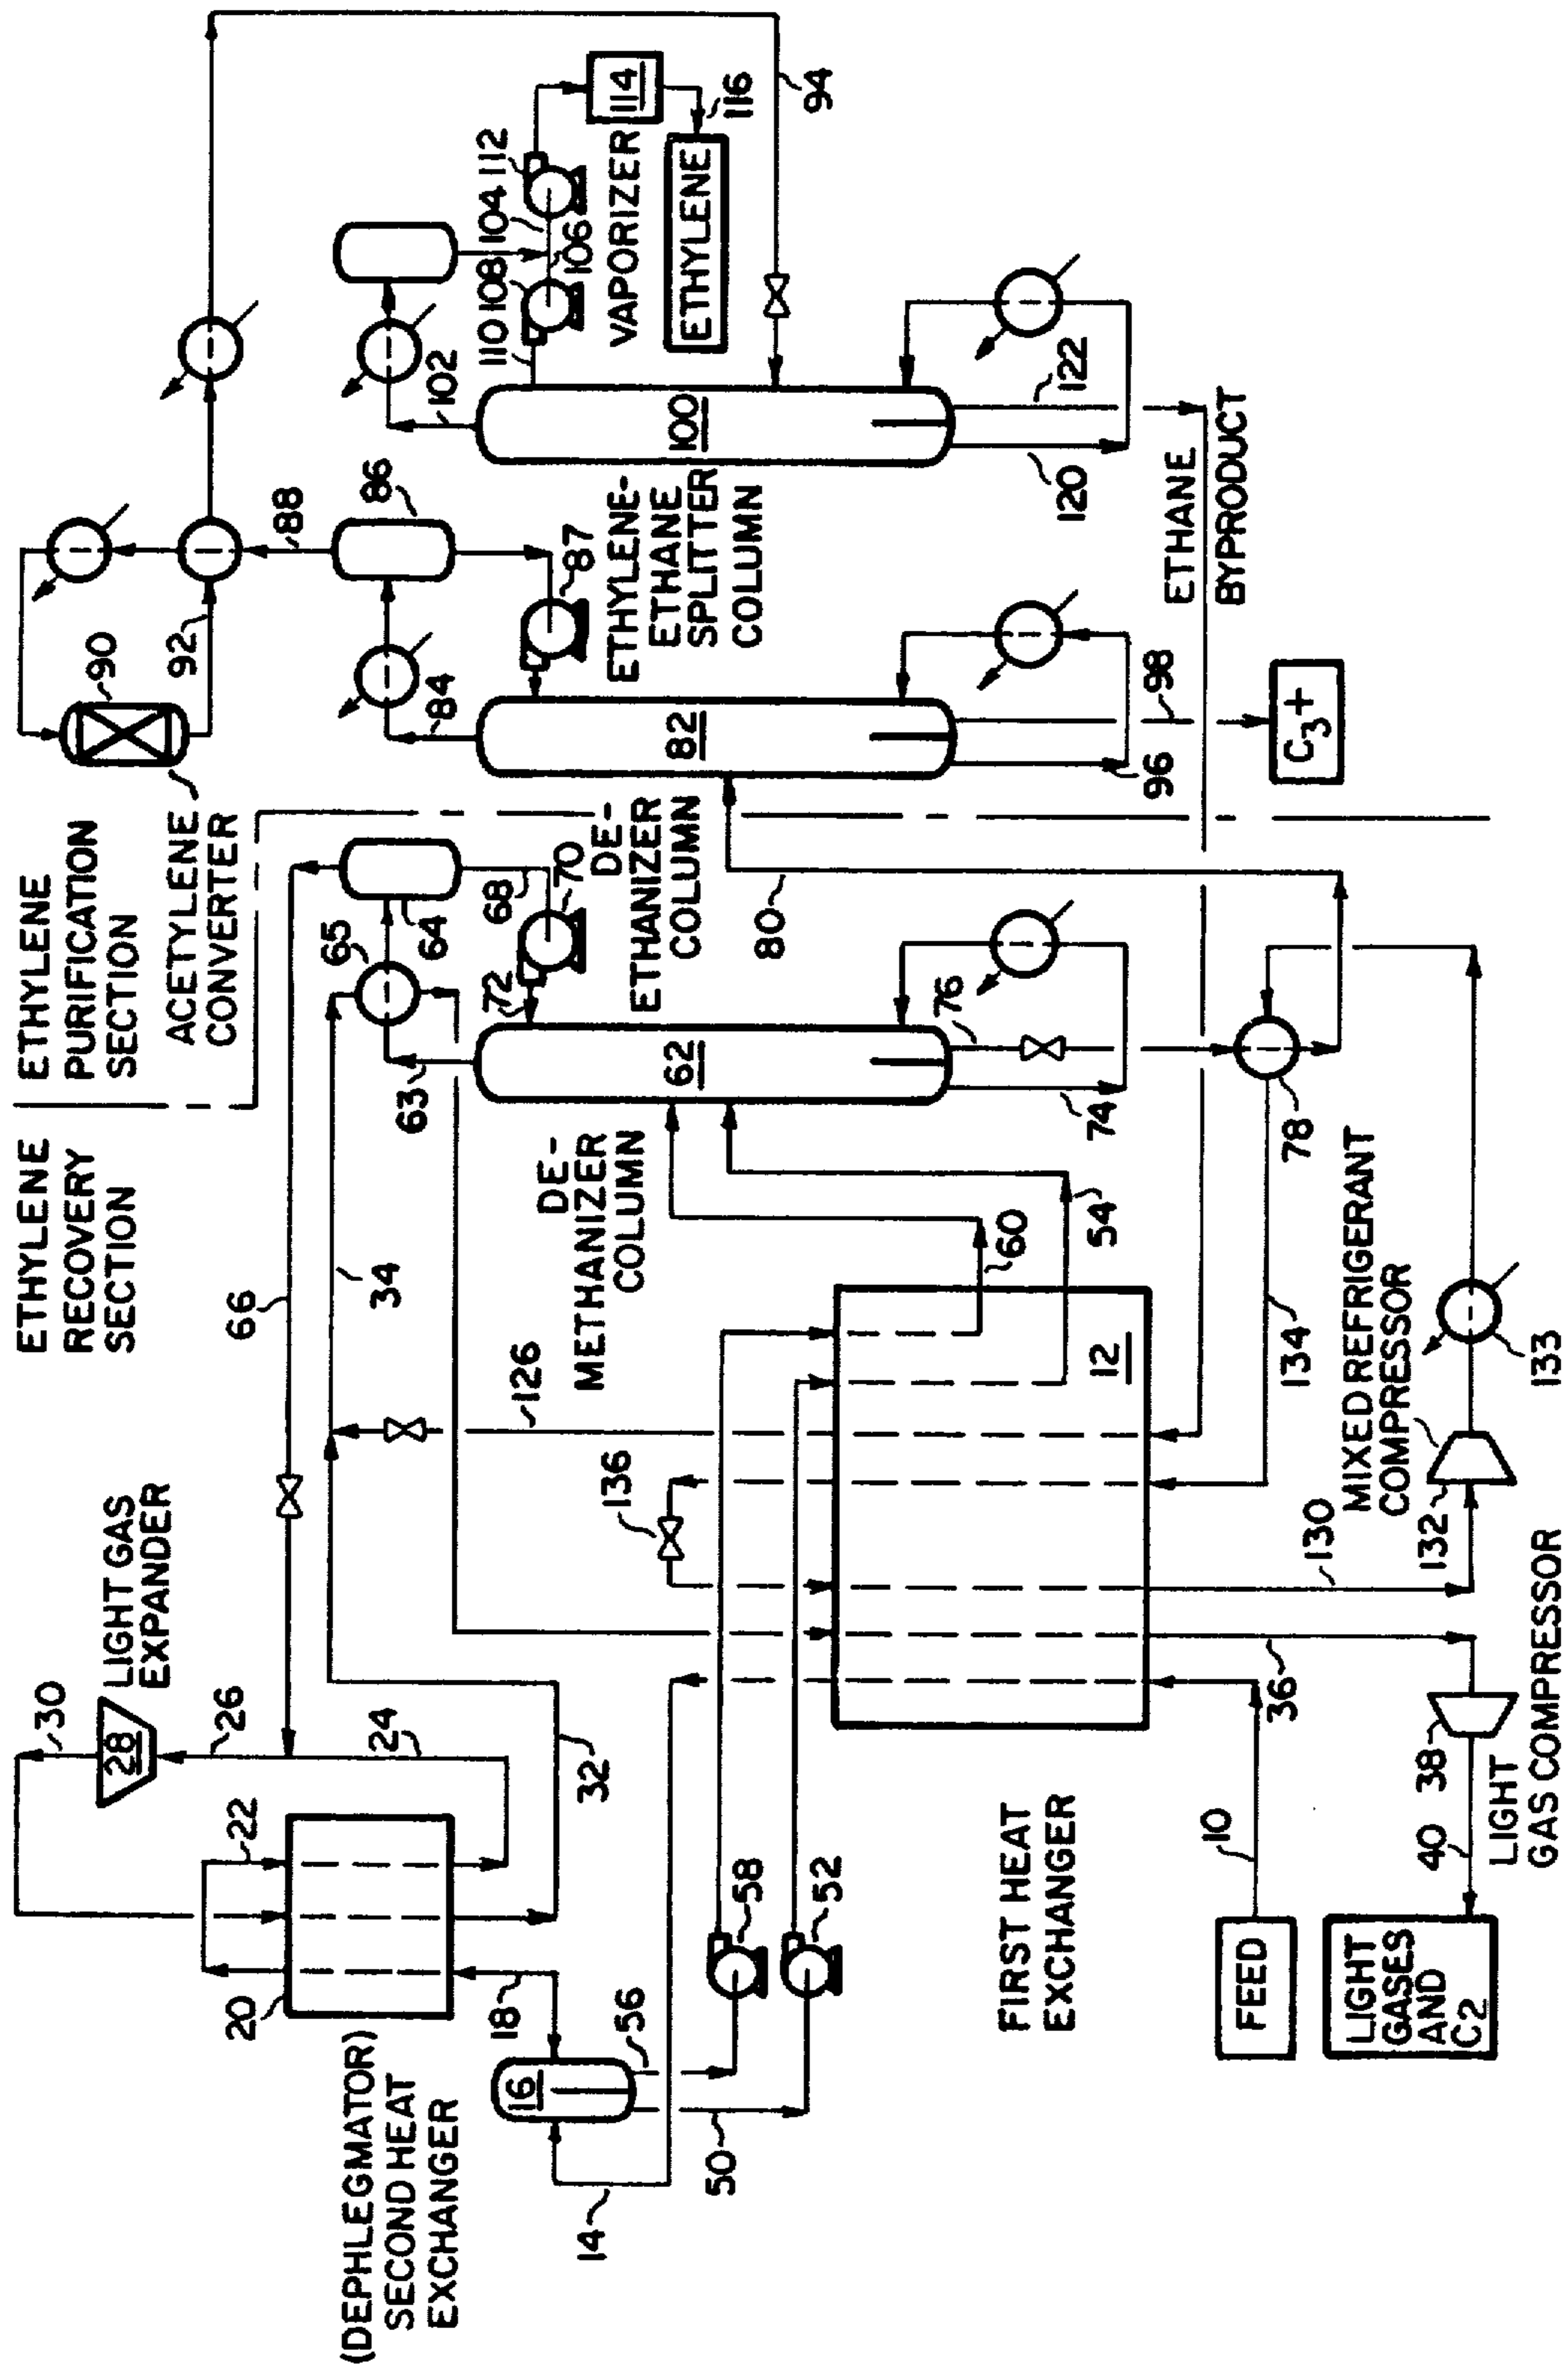 ETHYLENE
RECOVERY
SECTION
ETHYLENE
PURIFICATION
SECTION
ACETYLENE
CONVERTER
90
92
88
94
30
LIGHT GAS
EXPANDER
28
26
24
22
20
(DEPHLEGMATOR)
SECOND HEAT
EXCHANGER
18
32
66
34
65
64
63
68
70
72
DE-
METHANIZER
COLUMN
62
76
74
DE-
ETHANIZER
COLUMN
80
84
86
87
82
96
98
C3+
ETHYLENE-
ETHANE
SPLITTER
COLUMN
100
102
110
108
104
106
112
VAPORIZER
114
116
ETHYLENE
120
122
ETHANE
BYPRODUCT
14
16
50
56
58
52
136
126
60
54
12
FIRST HEAT
EXCHANGER
10
FEED
36
130
134
78
MIXED REFRIGERANT
COMPRESSOR
132
133
38
40
LIGHT
GAS COMPRESSOR
LIGHT
GASES
AND
C2